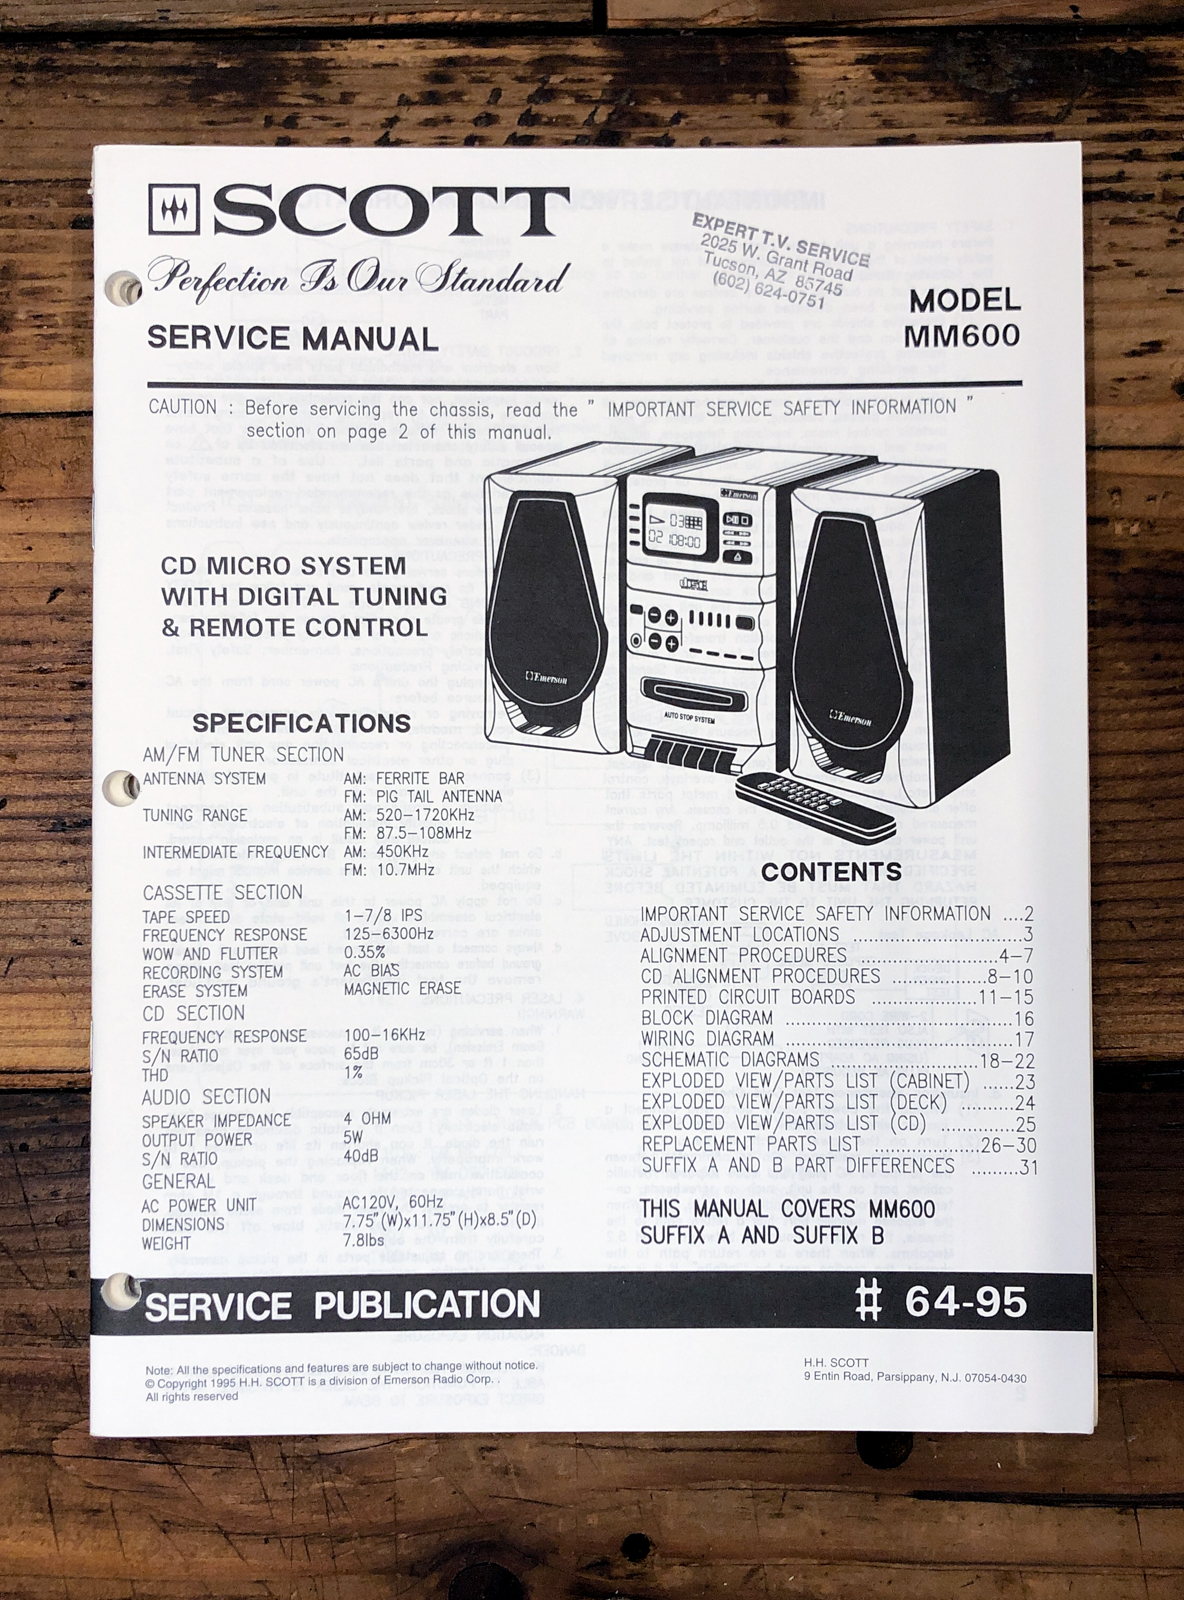 SCOTT
Perfection Is Our Standard
SERVICE MANUAL
EXPERT T.V. SERVICE
2025 W. Grant Road
Tucson, AZ 85745
(602) 624-0751
MODEL
MM600
CAUTION : Before servicing the chassis, read the " IMPORTANT SERVICE SAFETY INFORMATION "
section on page 2 of this manual.
CD MICRO SYSTEM
WITH DIGITAL TUNING
& REMOTE CONTROL
Emerson
03
02 108:00
Emerson
Emerson
AUTO STOP SYSTEM
SPECIFICATIONS
AM/FM TUNER SECTION
ANTENNA SYSTEM AM: FERRITE BAR
FM: PIG TAIL ANTENNA
TUNING RANGE AM: 520-1720KHz
FM: 87.5-108MHz
INTERMEDIATE FREQUENCY AM: 450KHz
FM: 10.7MHz
CASSETTE SECTION
TAPE SPEED 1-7/8 IPS
FREQUENCY RESPONSE 125-6300Hz
WOW AND FLUTTER 0.35%
RECORDING SYSTEM AC BIAS
ERASE SYSTEM MAGNETIC ERASE
CD SECTION
FREQUENCY RESPONSE 100-16KHz
S/N RATIO 65dB
THD 1%
AUDIO SECTION
SPEAKER IMPEDANCE 4 OHM
OUTPUT POWER 5W
S/N RATIO 40dB
GENERAL
AC POWER UNIT AC120V, 60Hz
DIMENSIONS 7.75"(W)x11.75"(H)x8.5"(D)
WEIGHT 7.8lbs
CONTENTS
IMPORTANT SERVICE SAFETY INFORMATION ....2
ADJUSTMENT LOCATIONS ............................3
ALIGNMENT PROCEDURES ........................4-7
CD ALIGNMENT PROCEDURES .................8-10
PRINTED CIRCUIT BOARDS .................11-15
BLOCK DIAGRAM .....................................16
WIRING DIAGRAM .....................................17
SCHEMATIC DIAGRAMS .........................18-22
EXPLODED VIEW/PARTS LIST (CABINET) ......23
EXPLODED VIEW/PARTS LIST (DECK) ..........24
EXPLODED VIEW/PARTS LIST (CD) ..............25
REPLACEMENT PARTS LIST .................26-30
SUFFIX A AND B PART DIFFERENCES .........31
THIS MANUAL COVERS MM600
SUFFIX A AND SUFFIX B
SERVICE PUBLICATION # 64-95
Note: All the specifications and features are subject to change without notice.
© Copyright 1995 H.H. SCOTT is a division of Emerson Radio Corp. .
All rights reserved
H.H. SCOTT
9 Entin Road, Parsippany, N.J. 07054-0430